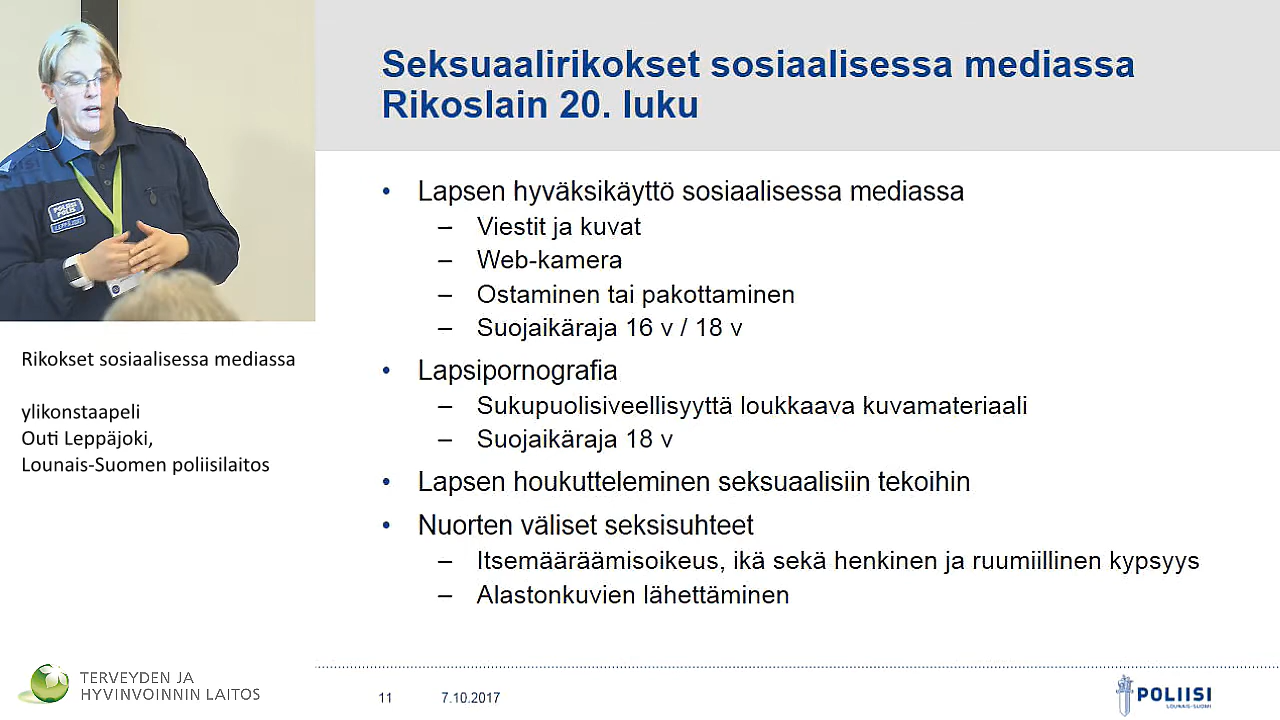 Seksuaalirikokset sosiaalisessa mediassa
Rikoslain 20. luku
• Lapsen hyväksikäyttö sosiaalisessa mediassa
– Viestit ja kuvat
– Web-kamera
– Ostaminen tai pakottaminen
– Suojaikäraja 16 v / 18 v
• Lapsipornografia
– Sukupuolisiveellisyyttä loukkaava kuvamateriaali
– Suojaikäraja 18 v
• Lapsen houkutteleminen seksuaalisiin tekoihin
• Nuorten väliset seksisuhteet
– Itsemääräämisoikeus, ikä sekä henkinen ja ruumiillinen kypsyys
– Alastonkuvien lähettäminen
POLIISI
POLIS
LEPPÄJOKI
Rikokset sosiaalisessa mediassa
ylikonstaapeli
Outi Leppäjoki,
Lounais-Suomen poliisilaitos
TERVEYDEN JA
HYVINVOINNIN LAITOS
11 7.10.2017
POLIISI
LOUNAIS-SUOMI